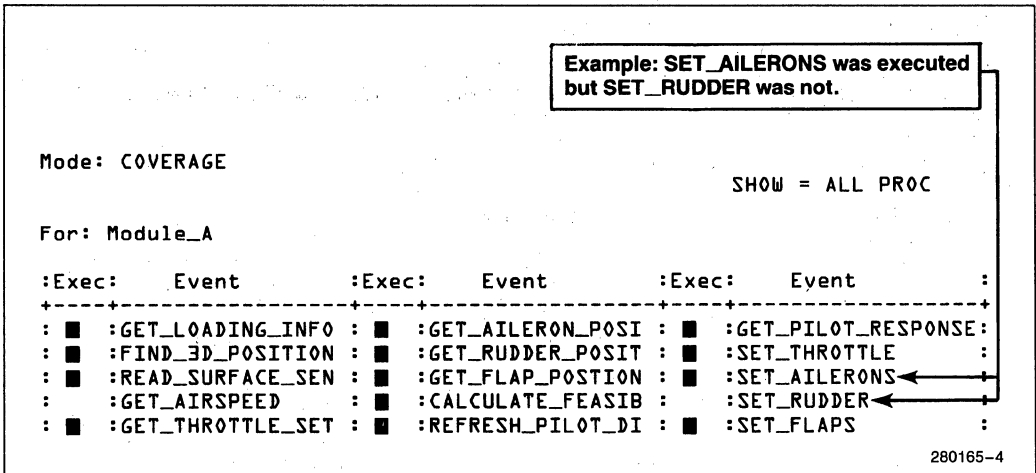 Example: SET_AILERONS was executed
but SET_RUDDER was not.
Mode: COVERAGE
SHOW = ALL PROC
For: Module_A
:Exec: Event :Exec: Event :Exec: Event :
+-----+-----------------+-----+-----------------+-----+------------------+
: ■ :GET_LOADING_INFO : ■ :GET_AILERON_POSI : ■ :GET_PILOT_RESPONSE:
: ■ :FIND_3D_POSITION : ■ :GET_RUDDER_POSIT : ■ :SET_THROTTLE :
: ■ :READ_SURFACE_SEN : ■ :GET_FLAP_POSTION : ■ :SET_AILERONS
: :GET_AIRSPEED : ■ :CALCULATE_FEASIB : :SET_RUDDER
: ■ :GET_THROTTLE_SET : ■ :REFRESH_PILOT_DI : ■ :SET_FLAPS :
280165-4